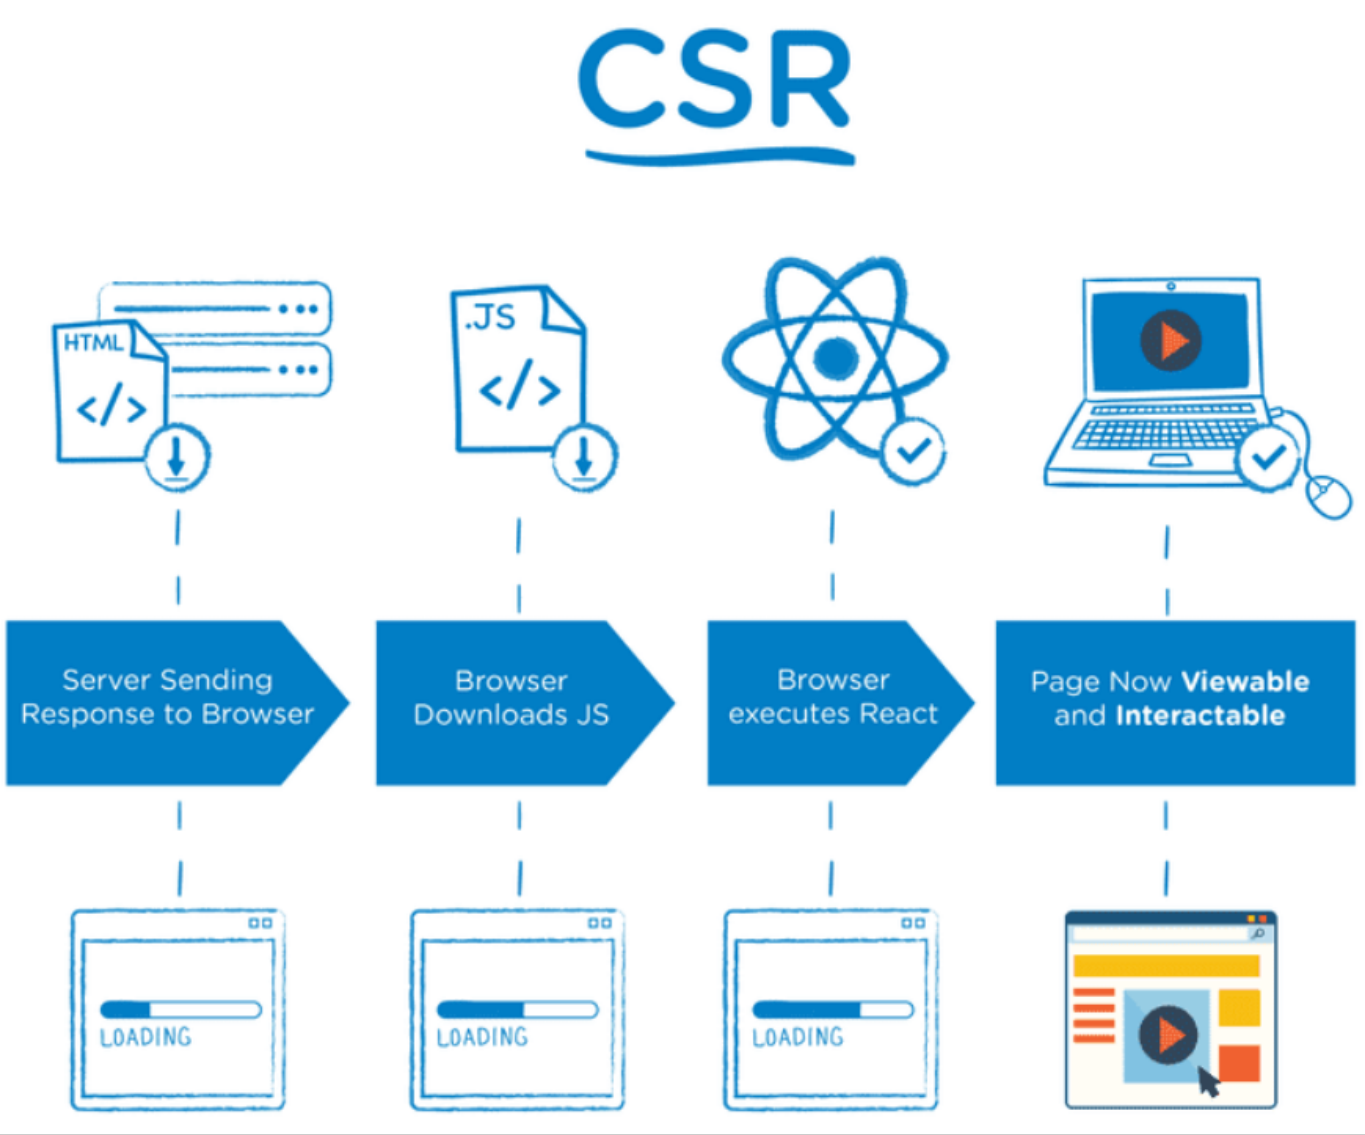 CSR
HTML
</>
.JS
</>
Server Sending
Response to Browser
Browser
Downloads JS
Browser
executes React
Page Now Viewable
and Interactable
LOADING
LOADING
LOADING